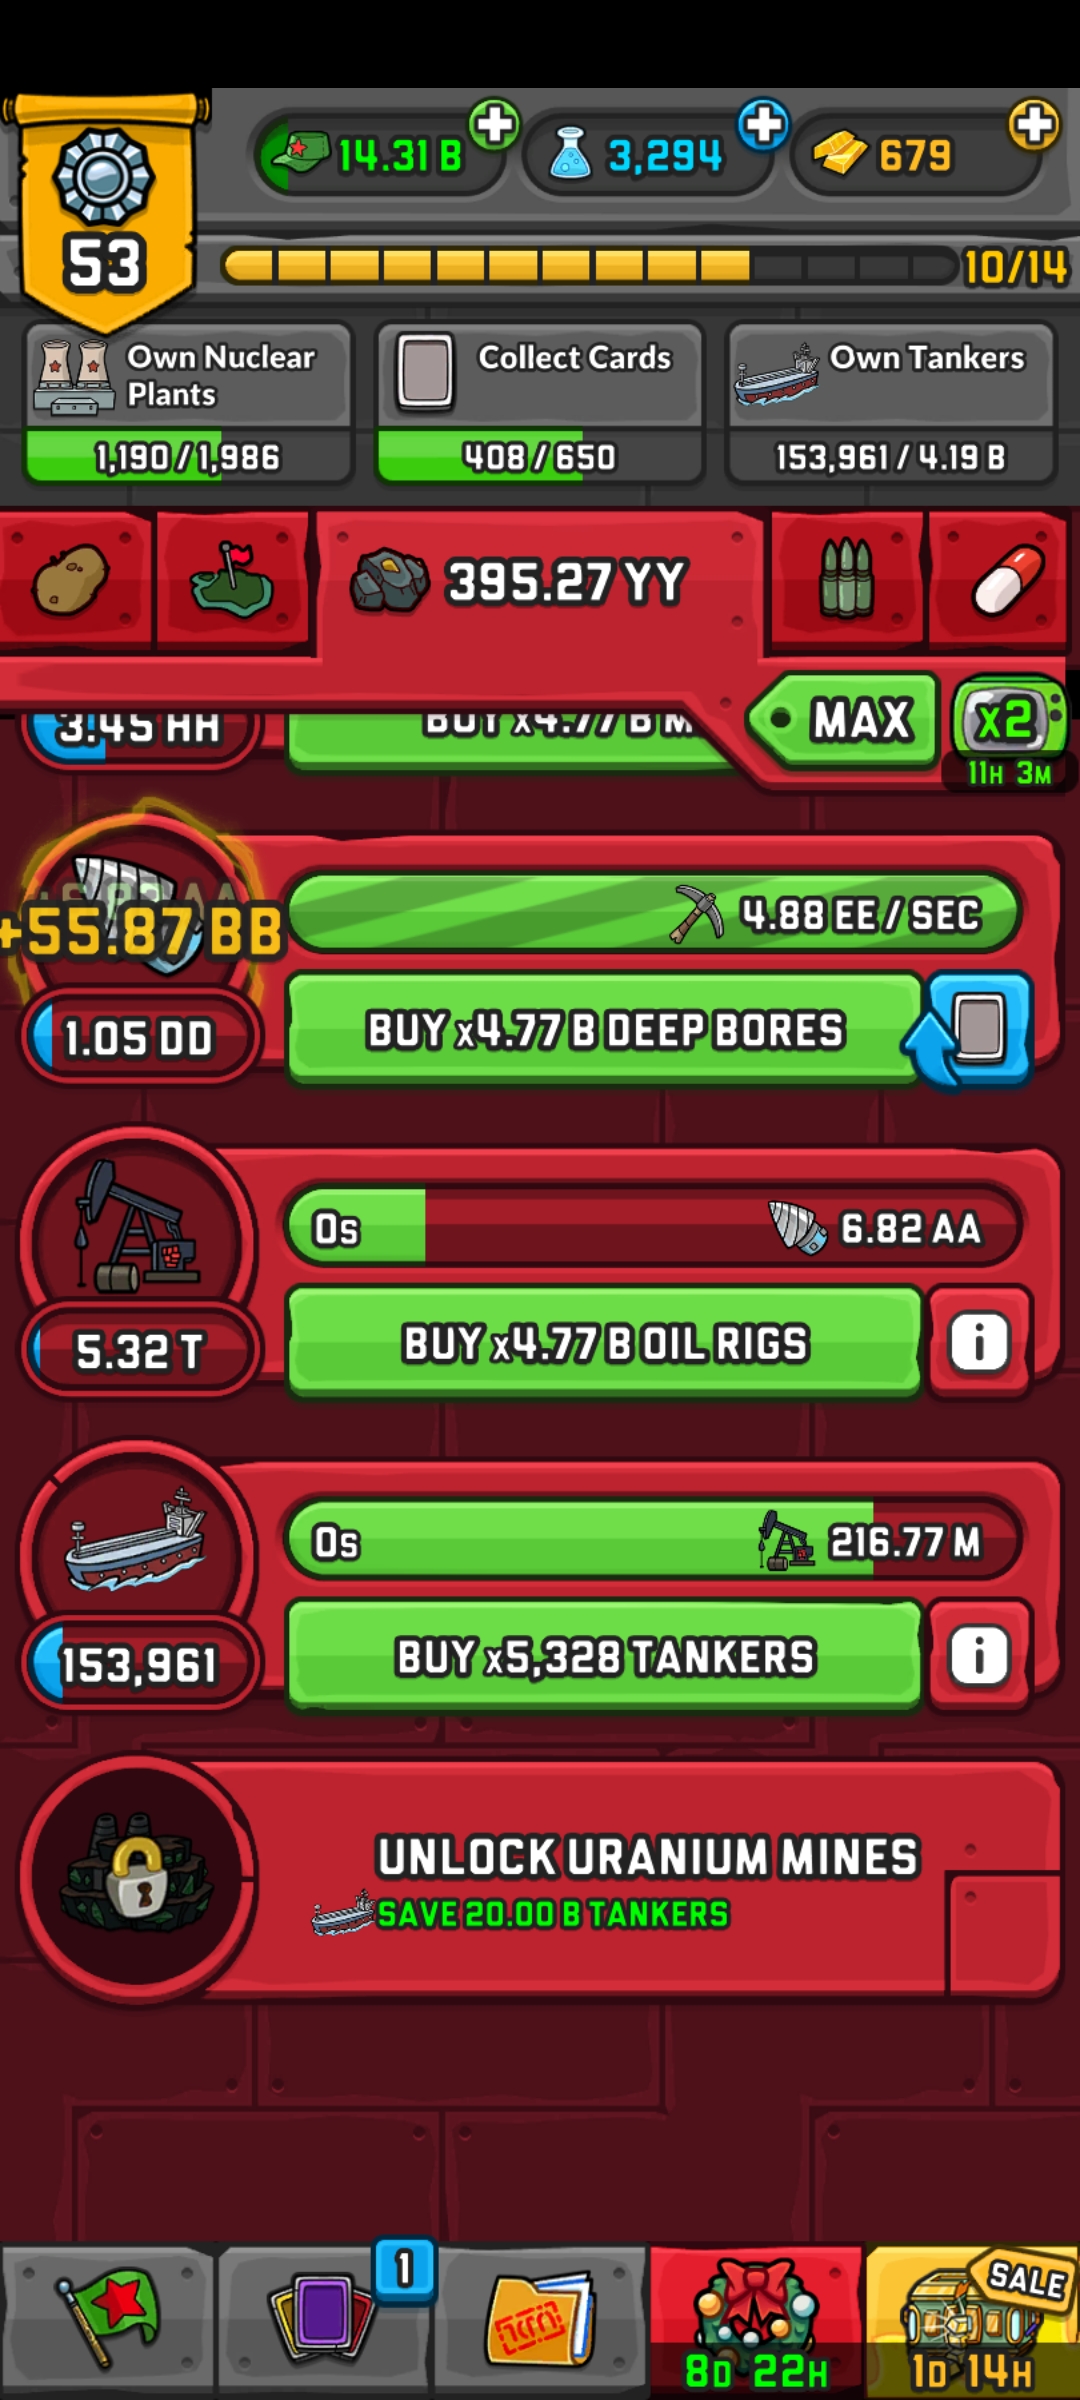 14.31 B
3,294
679
53
10/14
Own Nuclear
Plants
Collect Cards
Own Tankers
1,190 / 1,986
408 / 650
153,961 / 4.19 B
395.27 YY
MAX
x2
11H 3M
3.45 HH
BUY x4.77 B M
+55.87 BB
4.88 EE / SEC
1.05 DD
BUY x4.77 B DEEP BORES
0s
6.82 AA
5.32 T
BUY x4.77 B OIL RIGS
i
0s
216.77 M
153,961
BUY x5,328 TANKERS
i
UNLOCK URANIUM MINES
SAVE 20.00 B TANKERS
1
SALE
8D 22H
1D 14H